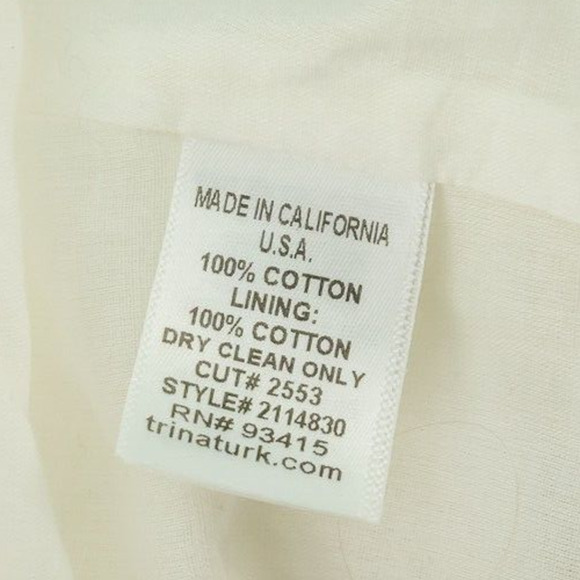 MADE IN CALIFORNIA
U.S.A.
100% COTTON
LINING:
100% COTTON
DRY CLEAN ONLY
CUT# 2553
STYLE# 2114830
RN# 93415
trinaturk.com